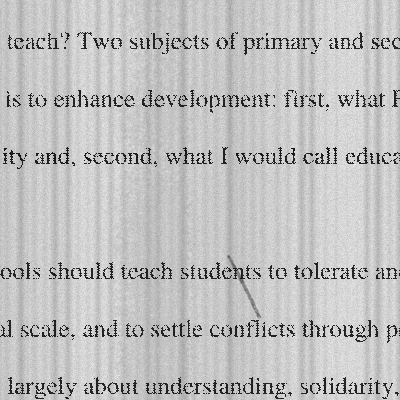 teach? Two subjects of primary and sec
is to enhance development: first, what
ity and, second, what I would call educa
ools should teach students to tolerate an
al scale, and to settle conflicts through p
largely about understanding, solidarity,